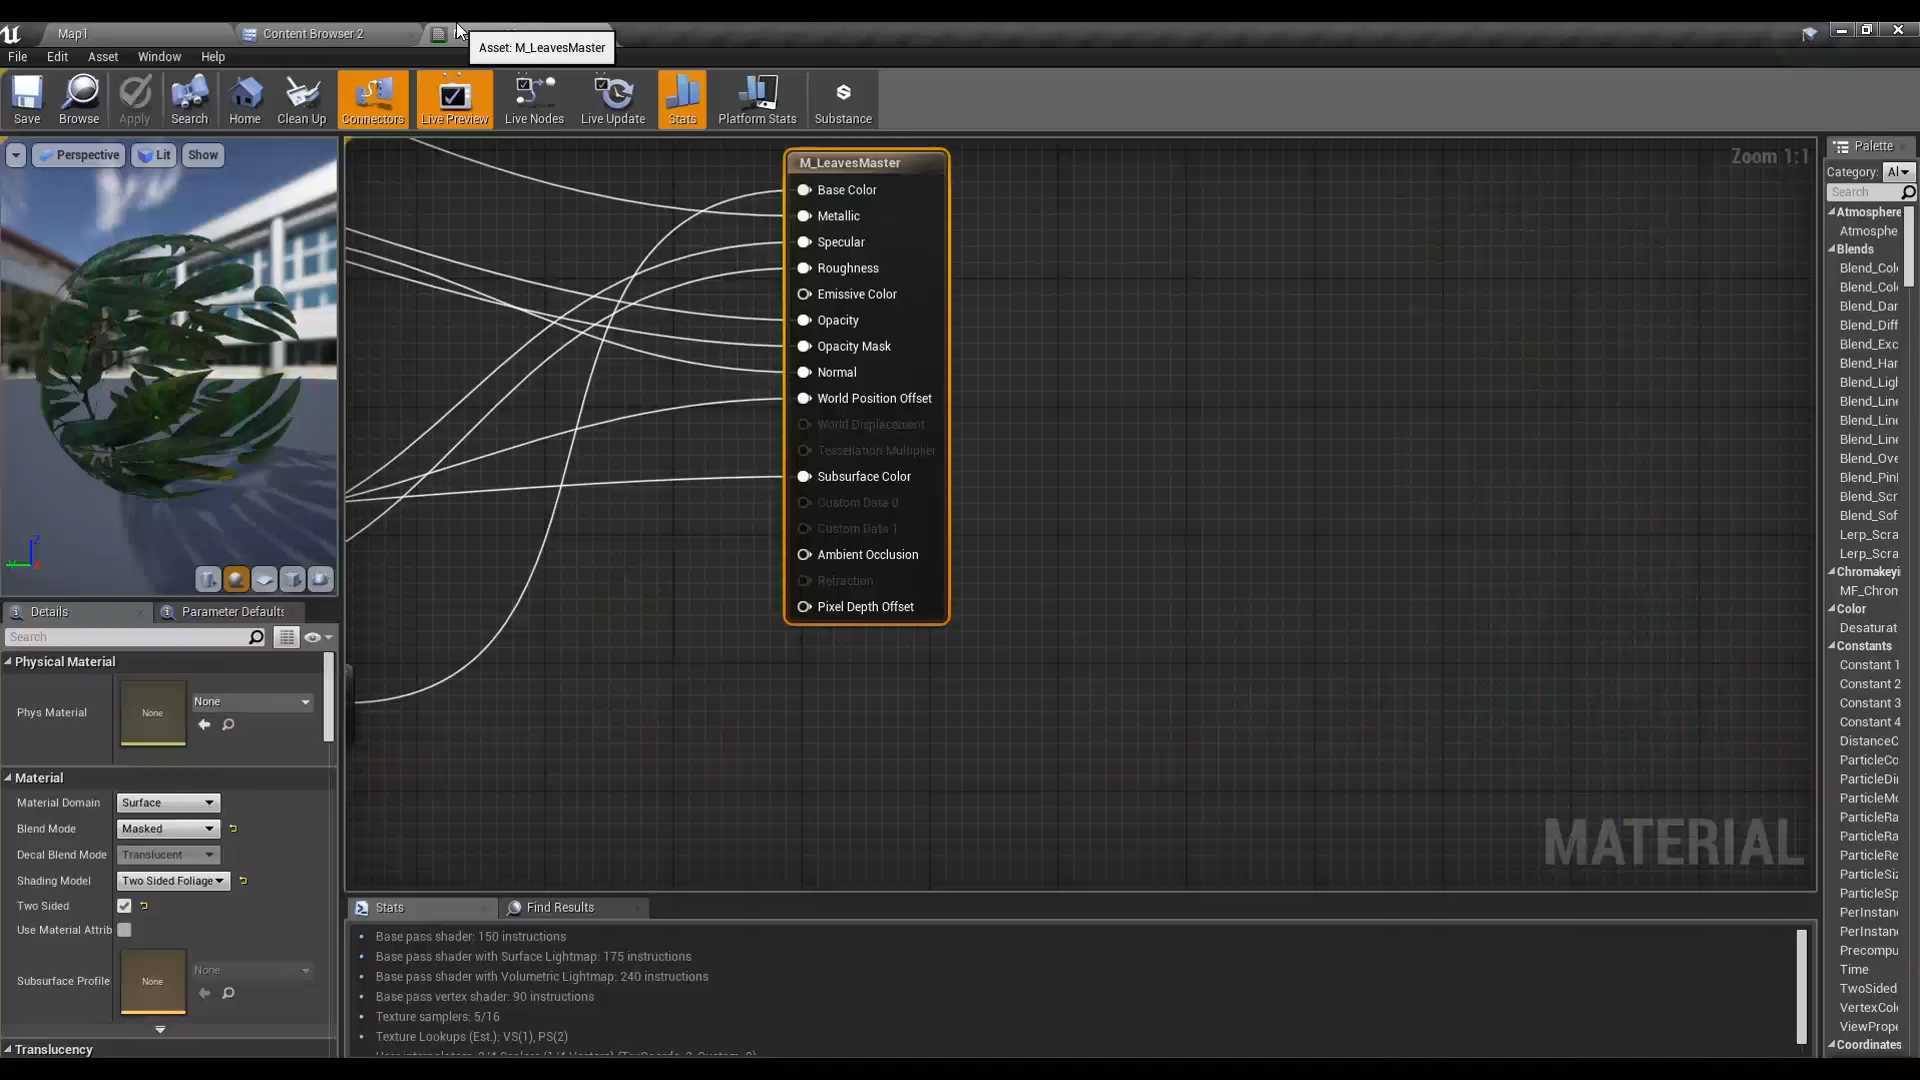 Map1
Content Browser 2
Asset: M_LeavesMaster
File
Edit
Asset
Window
Help
Save
Browse
Apply
Search
Home
Clean Up
Connectors
Live Preview
Live Nodes
Live Update
Stats
Platform Stats
Substance
Perspective
Lit
Show
M_LeavesMaster
Base Color
Metallic
Specular
Roughness
Emissive Color
Opacity
Opacity Mask
Normal
World Position Offset
World Displacement
Tessellation Multiplier
Subsurface Color
Custom Data 0
Custom Data 1
Ambient Occlusion
Refraction
Pixel Depth Offset
Zoom 1:1
MATERIAL
Palette
Category: Al
Search
Atmosphere
Atmosphe
Blends
Blend_Col
Blend_Col
Blend_Dar
Blend_Diff
Blend_Exc
Blend_Har
Blend_Ligh
Blend_Line
Blend_Line
Blend_Line
Blend_Ove
Blend_Pin
Blend_Scr
Blend_Sof
Lerp_Scra
Lerp_Scra
Chromakeyi
MF_Chrom
Color
Desaturat
Constants
Constant 1
Constant 2
Constant 3
Constant 4
DistanceC
ParticleCo
ParticleDi
ParticleMo
ParticleRa
ParticleRa
ParticleRe
ParticleSiz
ParticleSp
PerInstan
PerInstan
Precompu
Time
TwoSided
VertexColo
ViewPrope
Coordinates
Details
Parameter Defaults
Search
Physical Material
Phys Material
None
None
Material
Material Domain
Surface
Blend Mode
Masked
Decal Blend Mode
Translucent
Shading Model
Two Sided Foliage
Two Sided
Use Material Attrib
Subsurface Profile
None
None
Translucency
Stats
Find Results
Base pass shader: 150 instructions
Base pass shader with Surface Lightmap: 175 instructions
Base pass shader with Volumetric Lightmap: 240 instructions
Base pass vertex shader: 90 instructions
Texture samplers: 5/16
Texture Lookups (Est.): VS(1), PS(2)